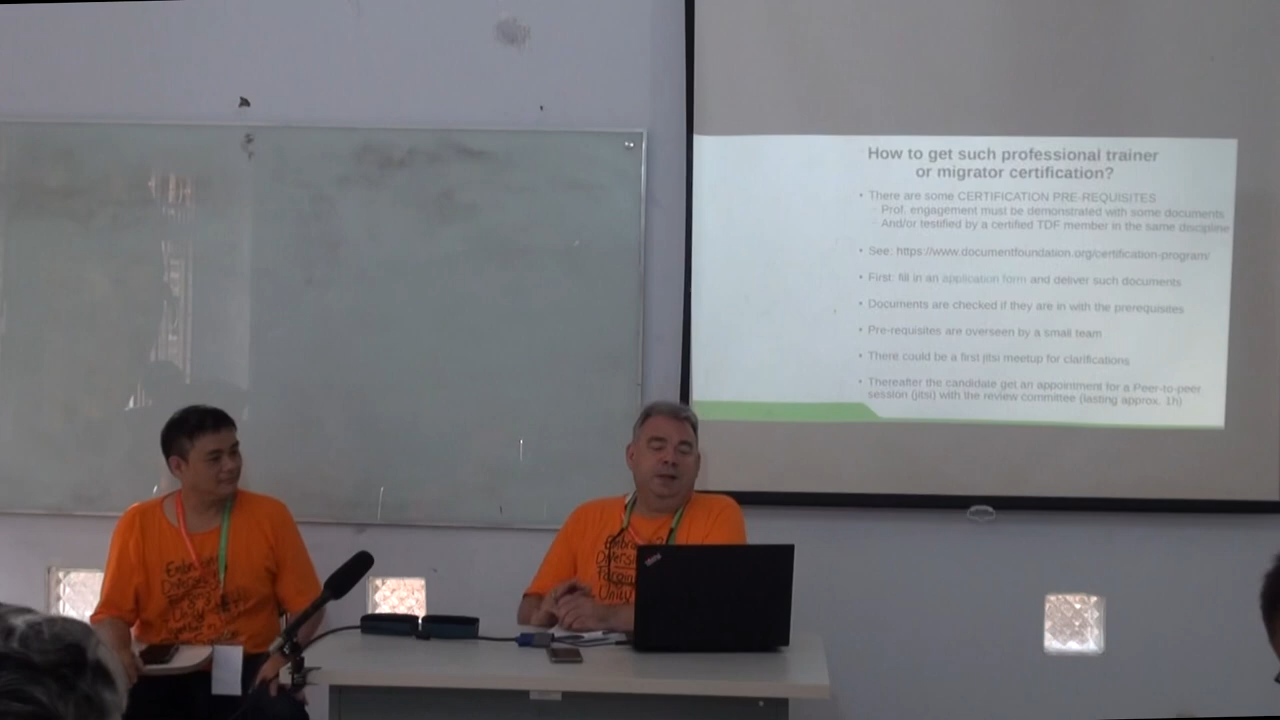 How to get such professional trainer
or migrator certification?
• There are some CERTIFICATION PRE-REQUISITES
Prof. engagement must be demonstrated with some documents
And/or testified by a certified TDF member in the same discipline
• See: https://www.documentfoundation.org/certification-program/
• First: fill in an application form and deliver such documents
• Documents are checked if they are in with the prerequisites
• Pre-requisites are overseen by a small team
• There could be a first jitsi meetup for clarifications
• Thereafter the candidate get an appointment for a Peer-to-peer
session (jitsi) with the review committee (lasting approx. 1h)
Embracing
Diversity
Forging
Unity